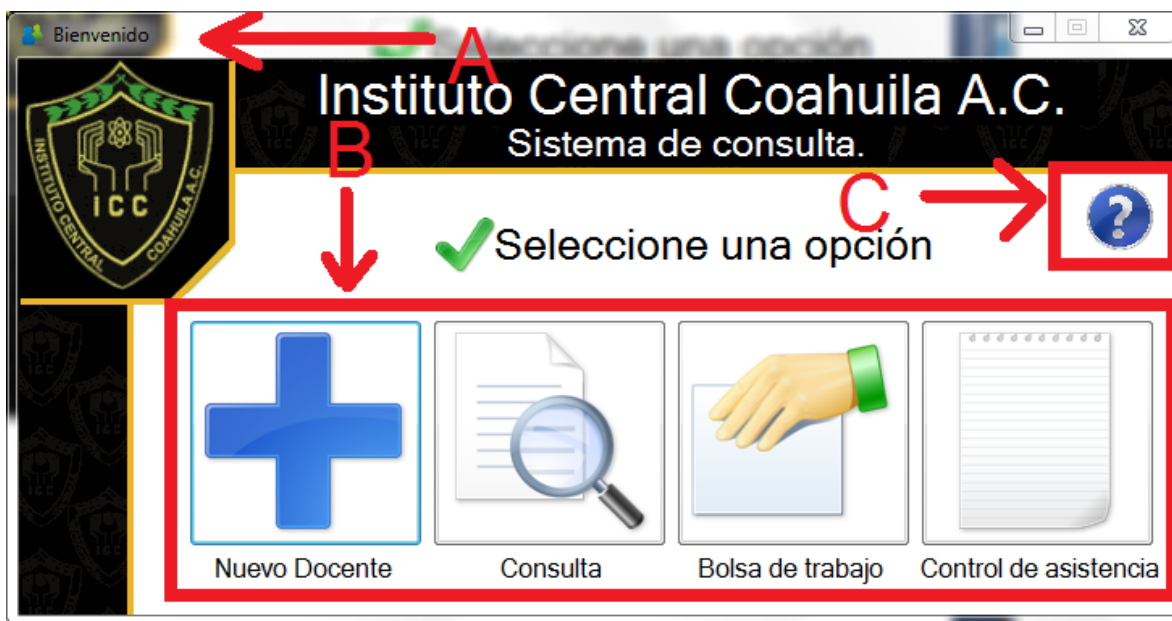 Bienvenido
A
Instituto Central Coahuila A.C.
Sistema de consulta.
INSTITUTO CENTRAL COAHUILA A.C.
ICC
B
C
?
Seleccione una opción
Nuevo Docente
Consulta
Bolsa de trabajo
Control de asistencia